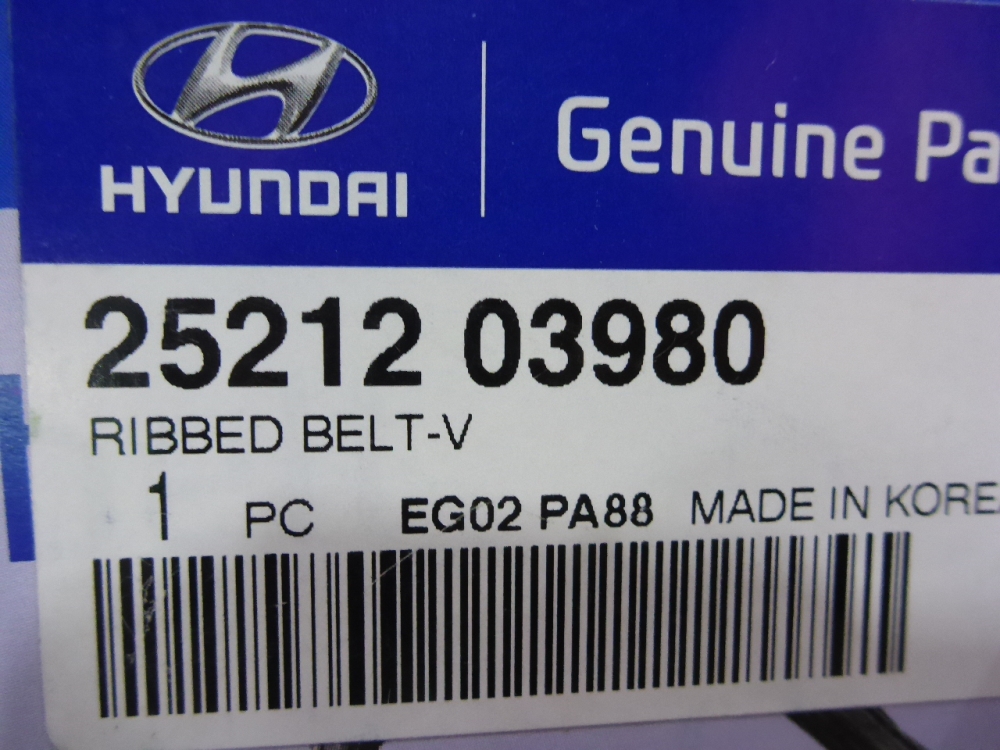 HYUNDAI
Genuine Pa
25212 03980
RIBBED BELT-V
1 PC EG02 PA88 MADE IN KORE